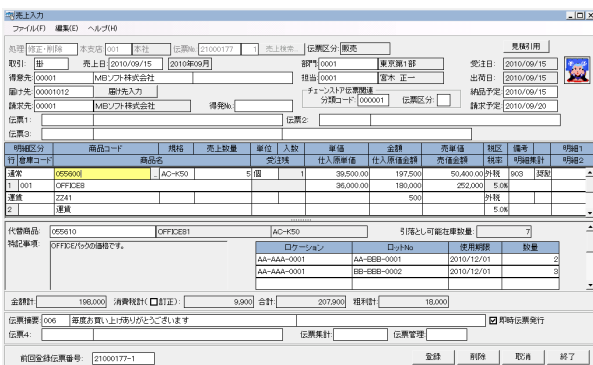 売上入力
ファイル(F) 編集(E) ヘルプ(H)
処理 修正・削除 本支店 001 本社 伝票№ 21000177 1 売上検索... 伝票区分: 販売 見積引用
取引: 掛 売上日: 2010/09/15 2010年09月 部門: 0001 東京第1部 受注日: 2010/09/15
得意先: 00001 MBソフト株式会社 担当: 0001 宮本 正一 出荷日: 2010/09/15
届け先: 00001012 届け先入力 チェーンストア伝票関連 納品予定: 2010/09/15
分類コード: 000001 伝票区分:
請求先: 00001 MBソフト株式会社 得発№: 請求予定: 2010/09/20
伝票1: 伝票2:
伝票3:
明細区分 商品コード 規格 売上数量 単位 入数 単価 金額 売単価 税区 備考 明細1
行 倉庫コード 商品名 受注残 仕入原単価 仕入原価金額 売価金額 税率 明細集計 明細2
通常 055600 AC-K50 5 個 1 39,500.00 197,500 50,400.00 外税 903
1 001 OFFICE8 36,000.00 180,000 252,000 5.0%
運賃 ZZ41 500 外税
2 運賃 5.0%
代替商品: 055610 OFFICE81 AC-K50 引落とし可能在庫数量: 7
特記事項: OFFICEパックの価格です。
ロケーション ロット№ 使用期限 数量
AA-AAA-0001 AA-BBB-0001 2010/12/01 2
AA-AAA-0001 BB-BBB-0002 2010/12/01 3
金額計: 198,000 消費税計(訂正): 9,900 合計: 207,900 粗利計: 18,000
伝票摘要: 006 毎度お買い上げありがとうございます 即時伝票発行
伝票4: 伝票集計: 伝票管理:
前回登録伝票番号: 21000177-1 登録 削除 取消 終了